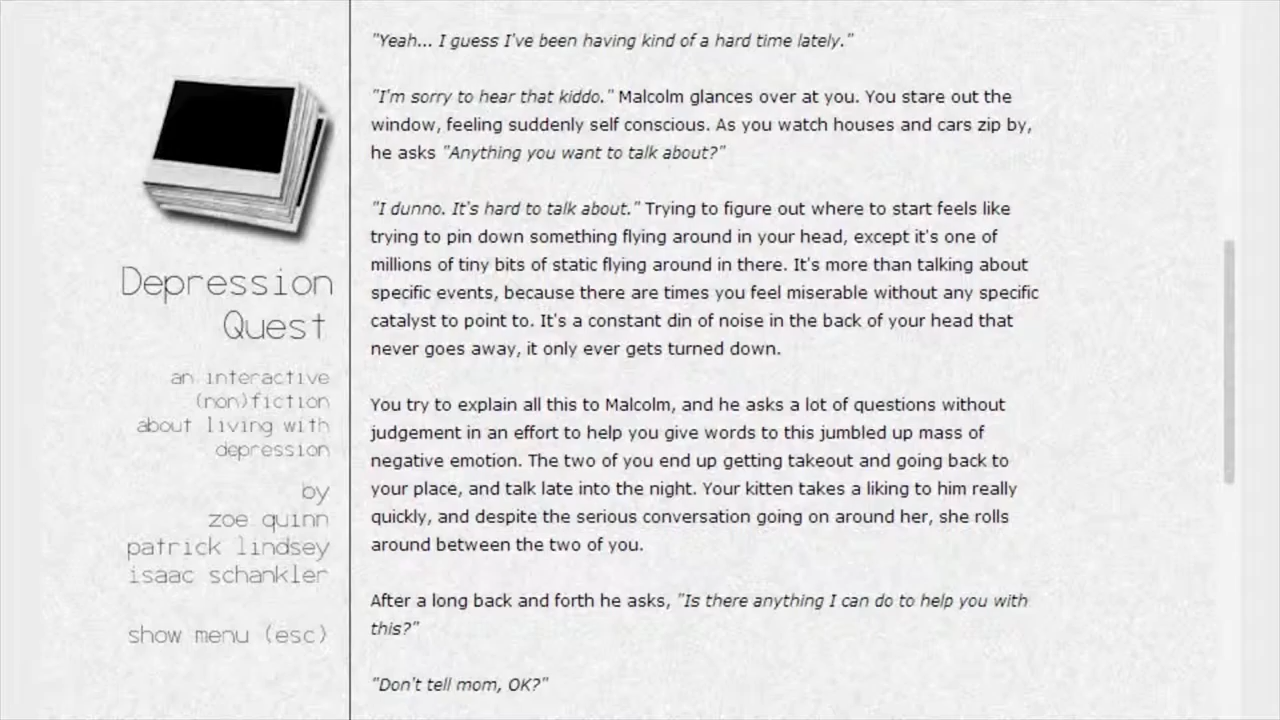 Depression
Quest
an interactive
(non)fiction
about living with
depression
by
zoe quinn
patrick lindsey
isaac schankler
show menu (esc)
"Yeah... I guess I've been having kind of a hard time lately."
"I'm sorry to hear that kiddo." Malcolm glances over at you. You stare out the
window, feeling suddenly self conscious. As you watch houses and cars zip by,
he asks "Anything you want to talk about?"
"I dunno. It's hard to talk about." Trying to figure out where to start feels like
trying to pin down something flying around in your head, except it's one of
millions of tiny bits of static flying around in there. It's more than talking about
specific events, because there are times you feel miserable without any specific
catalyst to point to. It's a constant din of noise in the back of your head that
never goes away, it only ever gets turned down.
You try to explain all this to Malcolm, and he asks a lot of questions without
judgement in an effort to help you give words to this jumbled up mass of
negative emotion. The two of you end up getting takeout and going back to
your place, and talk late into the night. Your kitten takes a liking to him really
quickly, and despite the serious conversation going on around her, she rolls
around between the two of you.
After a long back and forth he asks, "Is there anything I can do to help you with
this?"
"Don't tell mom, OK?"